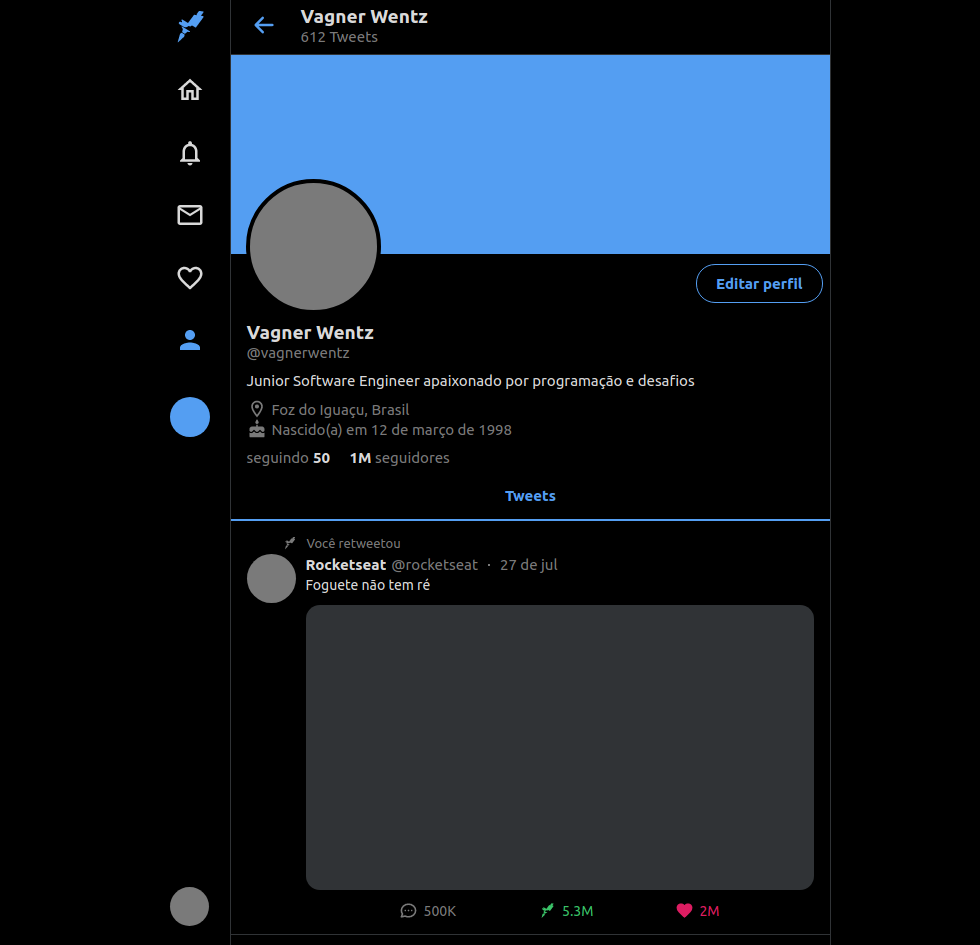 Vagner Wentz
612 Tweets
Editar perfil
Vagner Wentz
@vagnerwentz
Junior Software Engineer apaixonado por programação e desafios
Foz do Iguaçu, Brasil
Nascido(a) em 12 de março de 1998
seguindo 50 1M seguidores
Tweets
Você retweetou
Rocketseat @rocketseat · 27 de jul
Foguete não tem ré
500K 5.3M 2M